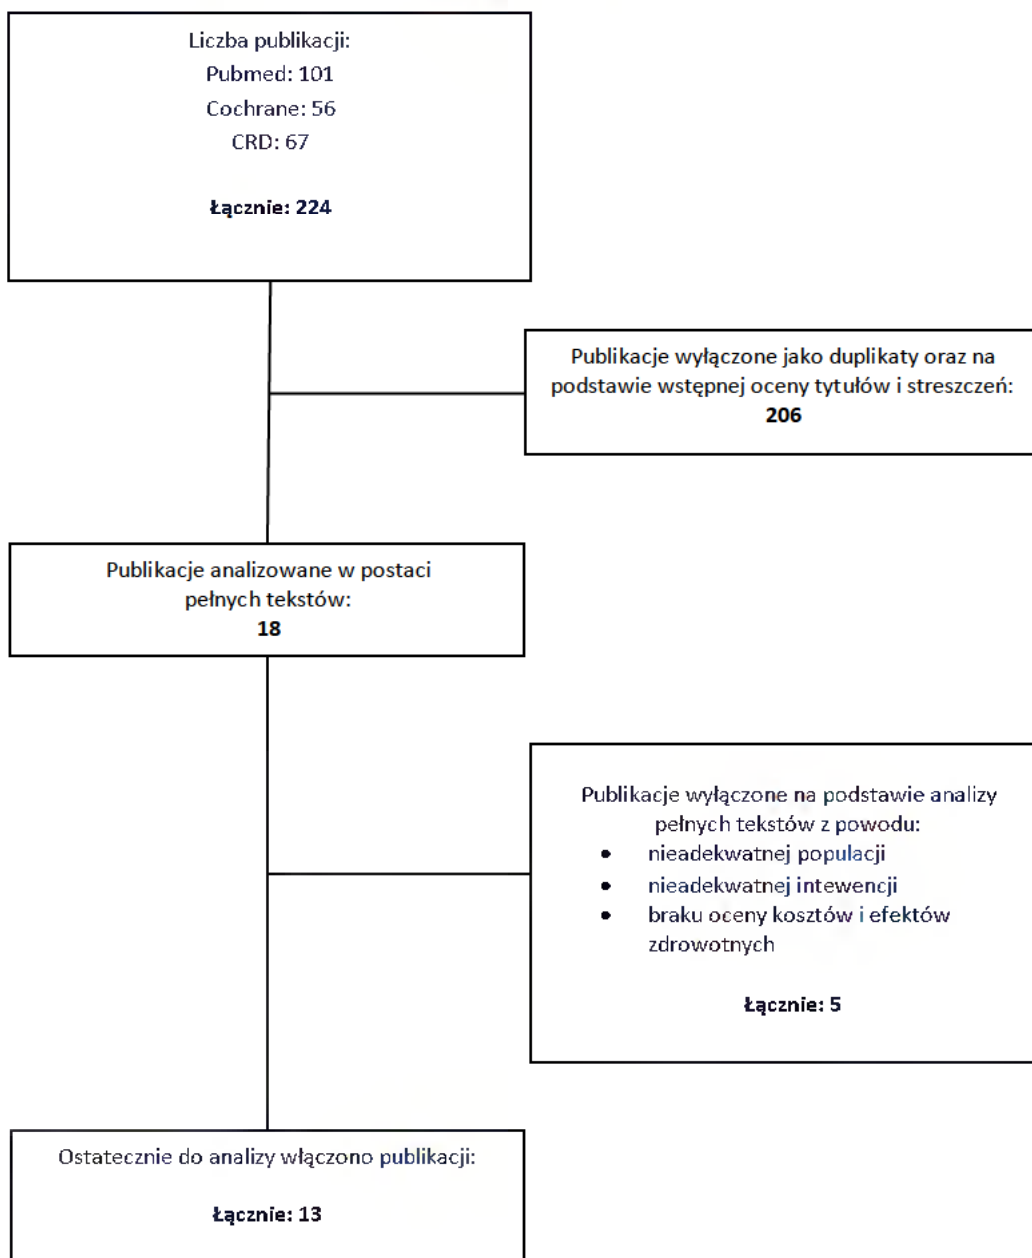 Liczba publikacji:
Pubmed: 101
Cochrane: 56
CRD: 67
Łącznie: 224
Publikacje wyłączone jako duplikaty oraz na
podstawie wstępnej oceny tytułów i streszczeń:
206
Publikacje analizowane w postaci
pełnych tekstów:
18
Publikacje wyłączone na podstawie analizy
pełnych tekstów z powodu:
• nieadekwatnej populacji
• nieadekwatnej intewencji
• braku oceny kosztów i efektów
zdrowotnych
Łącznie: 5
Ostatecznie do analizy włączono publikacji:
Łącznie: 13